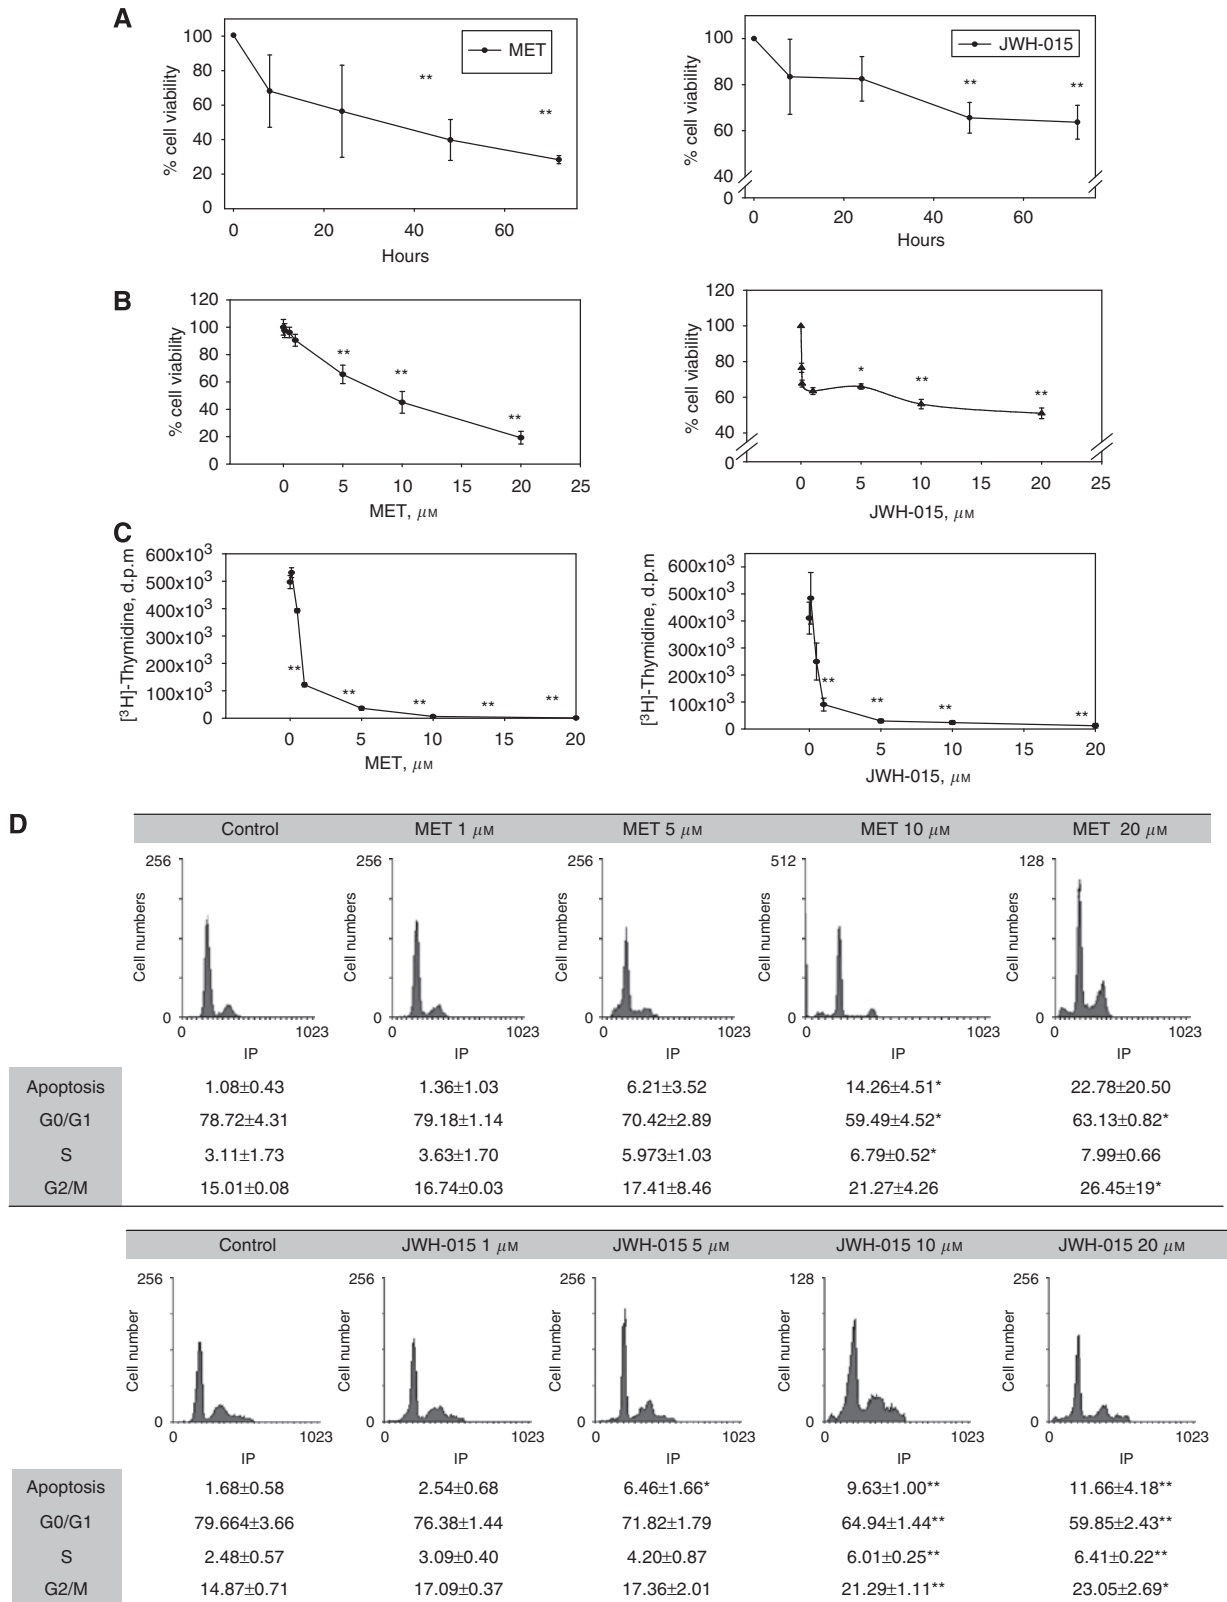 A
% cell viability
100
80
60
40
20
0
MET
**
**
0 20 40 60
Hours
% cell viability
100
80
60
40
0
JWH-015
**
**
0 20 40 60
Hours
B
% cell viability
120
100
80
60
40
20
0
**
**
**
0 5 10 15 20 25
MET, μM
% cell viability
120
100
80
60
40
0
*
**
**
0 5 10 15 20 25
JWH-015, μM
C
[³H]-Thymidine, d.p.m
600x10³
500x10³
400x10³
300x10³
200x10³
100x10³
0
** ** ** ** **
0 5 10 15 20
MET, μM
[³H]-Thymidine, d.p.m
600x10³
500x10³
400x10³
300x10³
200x10³
100x10³
0
** ** ** **
0 5 10 15 20
JWH-015, μM
D
Control MET 1 μM MET 5 μM MET 10 μM MET 20 μM
256 256 256 512 128
Cell numbers Cell numbers Cell numbers Cell numbers Cell numbers
0 0 0 0 0
0 1023 0 1023 0 1023 0 1023 0 1023
IP IP IP IP IP
Apoptosis 1.08±0.43 1.36±1.03 6.21±3.52 14.26±4.51* 22.78±20.50
G0/G1 78.72±4.31 79.18±1.14 70.42±2.89 59.49±4.52* 63.13±0.82*
S 3.11±1.73 3.63±1.70 5.973±1.03 6.79±0.52* 7.99±0.66
G2/M 15.01±0.08 16.74±0.03 17.41±8.46 21.27±4.26 26.45±19*
Control JWH-015 1 μM JWH-015 5 μM JWH-015 10 μM JWH-015 20 μM
256 256 256 128 256
Cell number Cell number Cell number Cell number Cell number
0 0 0 0 0
0 1023 0 1023 0 1023 0 1023 0 1023
IP IP IP IP IP
Apoptosis 1.68±0.58 2.54±0.68 6.46±1.66* 9.63±1.00** 11.66±4.18**
G0/G1 79.664±3.66 76.38±1.44 71.82±1.79 64.94±1.44** 59.85±2.43**
S 2.48±0.57 3.09±0.40 4.20±0.87 6.01±0.25** 6.41±0.22**
G2/M 14.87±0.71 17.09±0.37 17.36±2.01 21.29±1.11** 23.05±2.69*